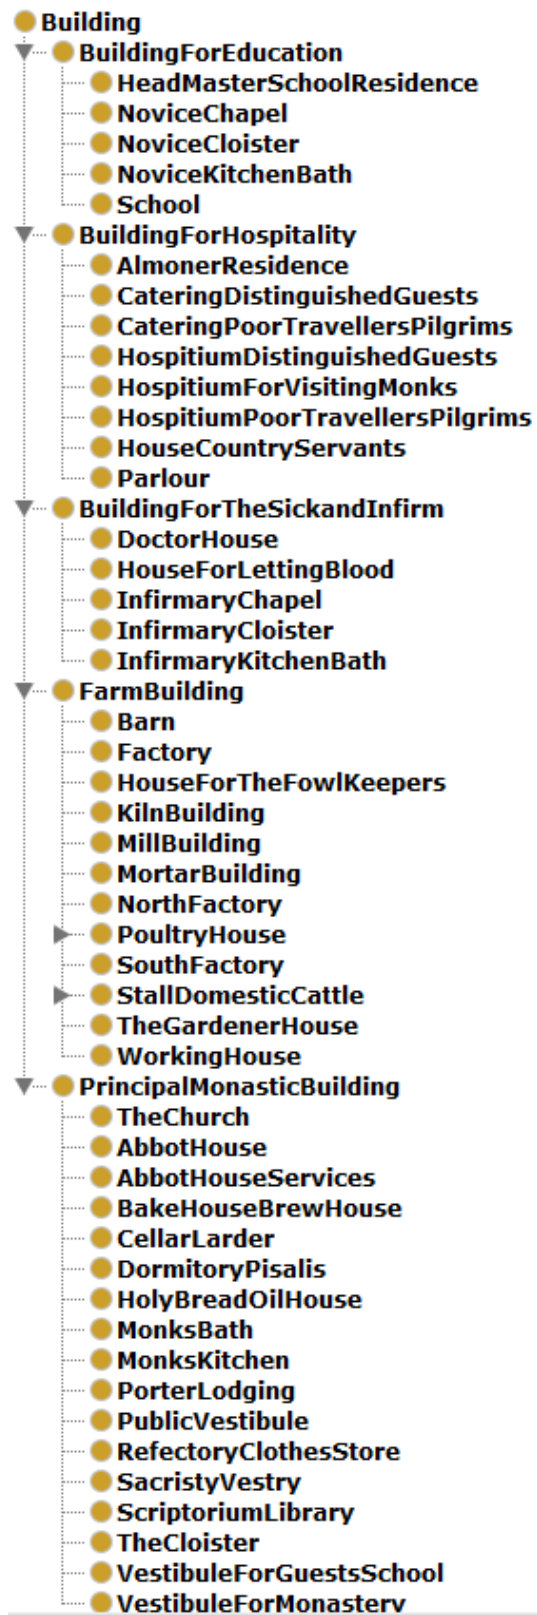 Building
BuildingForEducation
HeadMasterSchoolResidence
NoviceChapel
NoviceCloister
NoviceKitchenBath
School
BuildingForHospitality
AlmonerResidence
CateringDistinguishedGuests
CateringPoorTravellersPilgrims
HospitiumDistinguishedGuests
HospitiumForVisitingMonks
HospitiumPoorTravellersPilgrims
HouseCountryServants
Parlour
BuildingForTheSickandInfirm
DoctorHouse
HouseForLettingBlood
InfirmaryChapel
InfirmaryCloister
InfirmaryKitchenBath
FarmBuilding
Barn
Factory
HouseForTheFowlKeepers
KilnBuilding
MillBuilding
MortarBuilding
NorthFactory
PoultryHouse
SouthFactory
StallDomesticCattle
TheGardenerHouse
WorkingHouse
PrincipalMonasticBuilding
TheChurch
AbbotHouse
AbbotHouseServices
BakeHouseBrewHouse
CellarLarder
DormitoryPisalis
HolyBreadOilHouse
MonksBath
MonksKitchen
PorterLodging
PublicVestibule
RefectoryClothesStore
SacristyVestry
ScriptoriumLibrary
TheCloister
VestibuleForGuestsSchool
VestibuleForMonastery